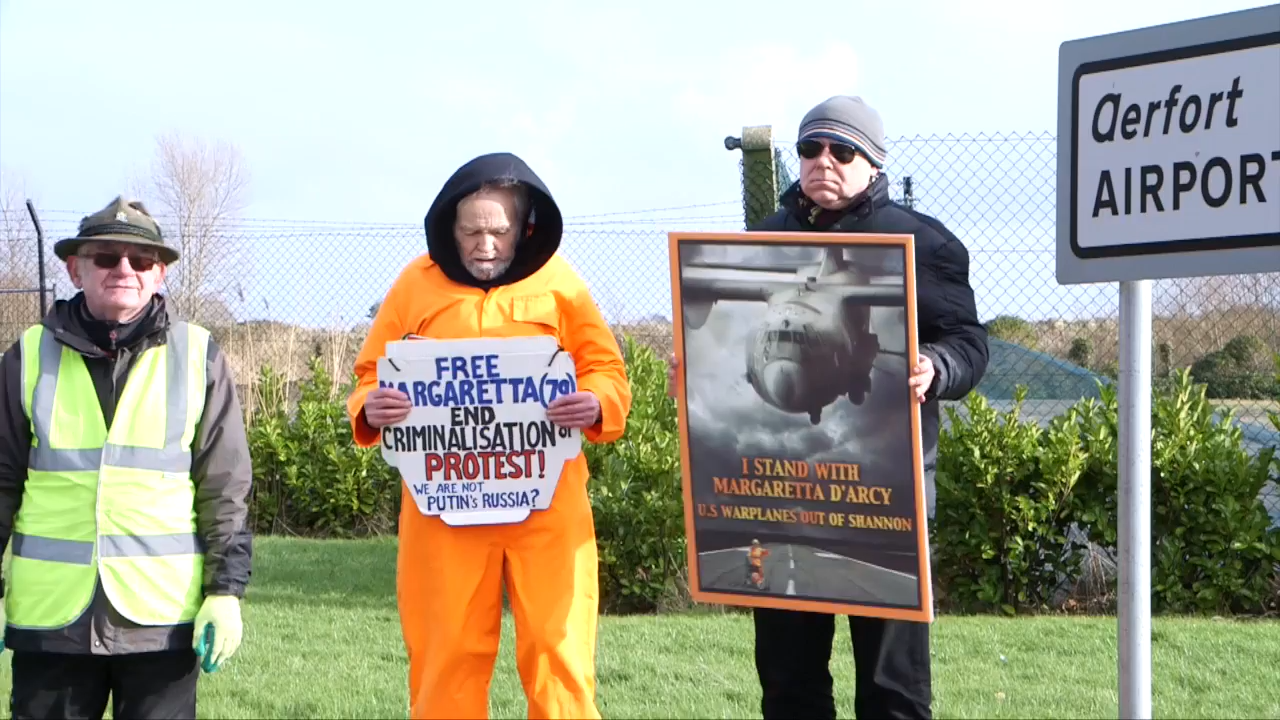 FREE
MARGARETTA (79)
END
CRIMINALISATION OF
PROTEST!
WE ARE NOT
PUTIN'S RUSSIA?
I STAND WITH
MARGARETTA D'ARCY
U.S WARPLANES OUT OF SHANNON
aerfort
AIRPORT